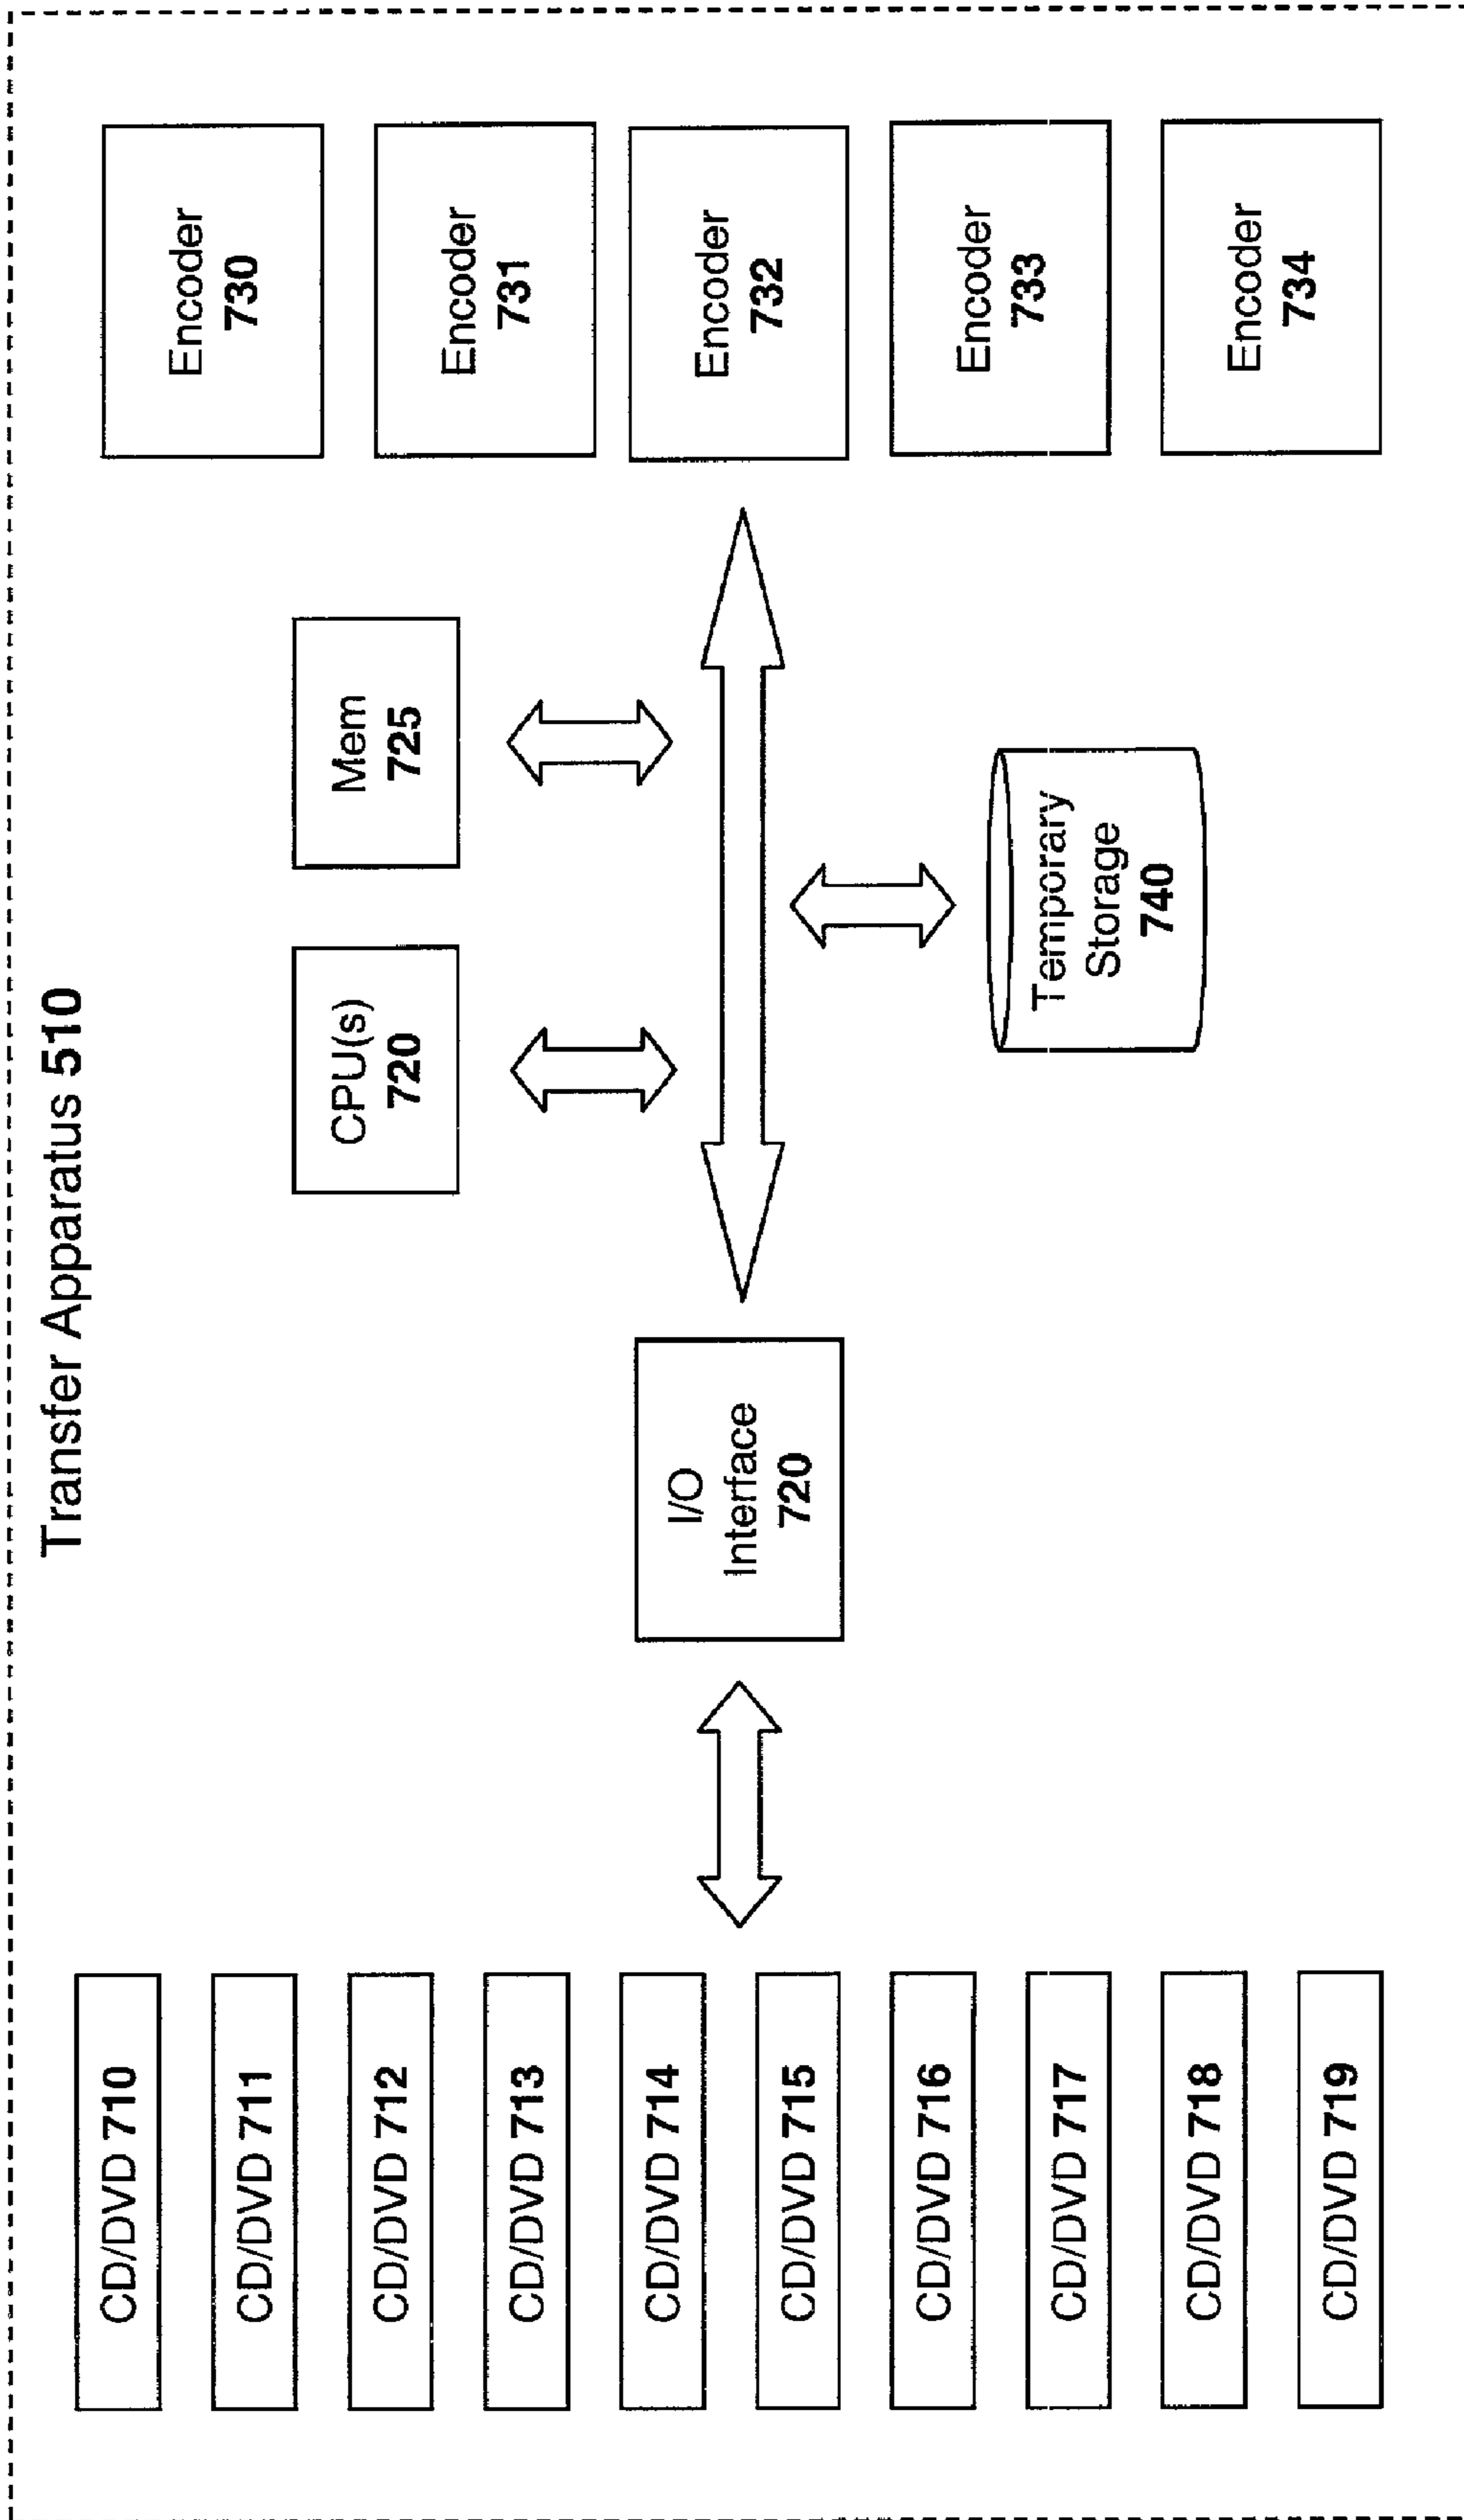 Transfer Apparatus 510
CD/DVD 710
CD/DVD 711
CD/DVD 712
CD/DVD 713
CD/DVD 714
CD/DVD 715
CD/DVD 716
CD/DVD 717
CD/DVD 718
CD/DVD 719
I/O
Interface
720
CPU(s)
720
Mem
725
Temporary
Storage
740
Encoder
730
Encoder
731
Encoder
732
Encoder
733
Encoder
734